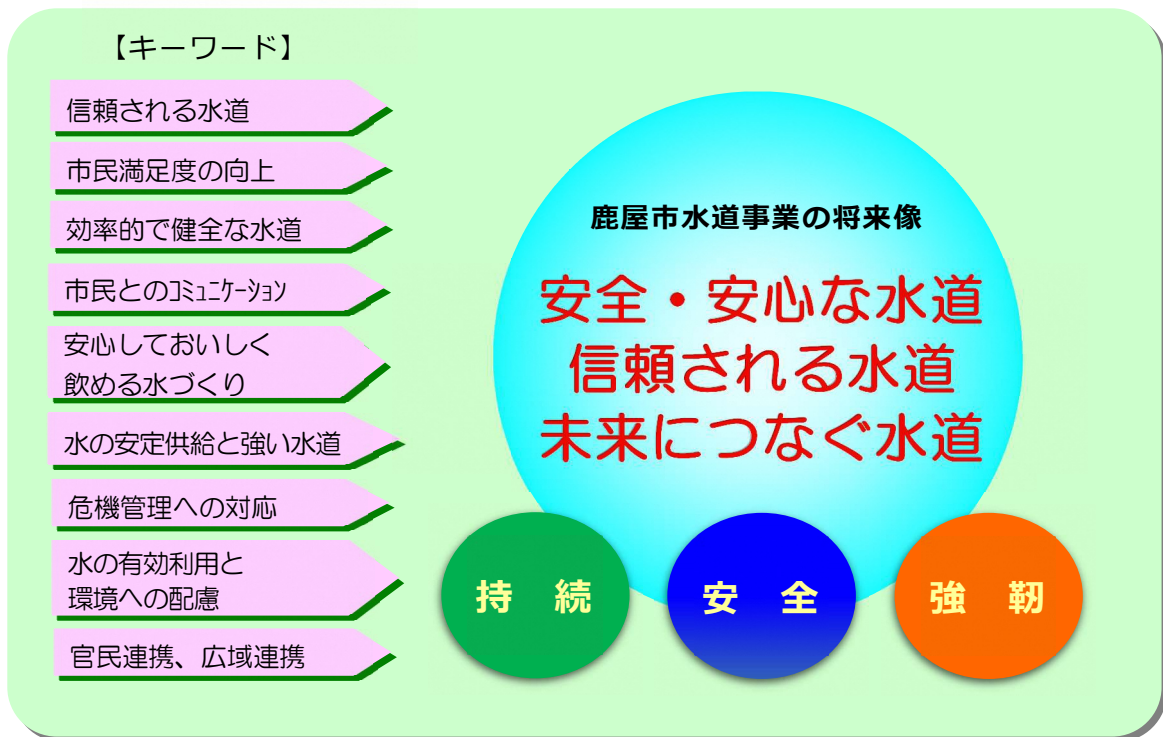 【キーワード】
信頼される水道
市民満足度の向上
効率的で健全な水道
市民とのｺﾐｭﾆｹｰｼｮﾝ
安心しておいしく
飲める水づくり
水の安定供給と強い水道
危機管理への対応
水の有効利用と
環境への配慮
官民連携、広域連携
鹿屋市水道事業の将来像
安全・安心な水道
信頼される水道
未来につなぐ水道
持　続
安　全
強　靭